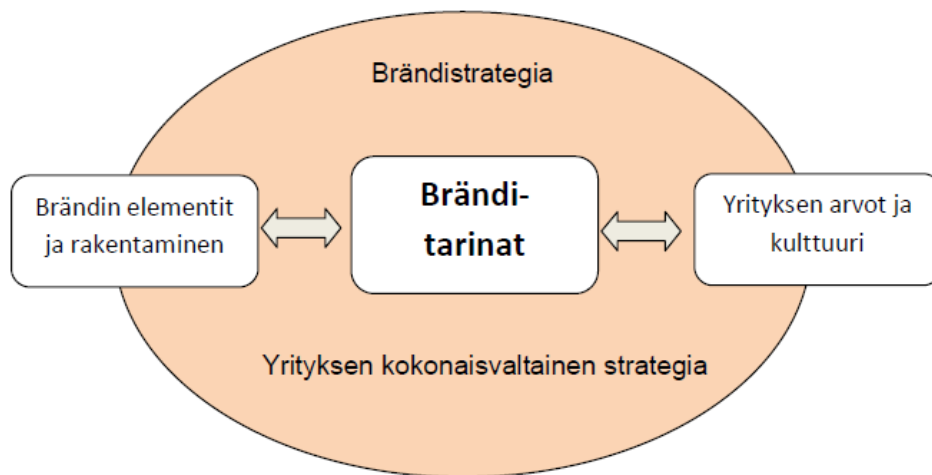 Brändistrategia
Brändin elementit
ja rakentaminen
Brändi-
tarinat
Yrityksen arvot ja
kulttuuri
Yrityksen kokonaisvaltainen strategia